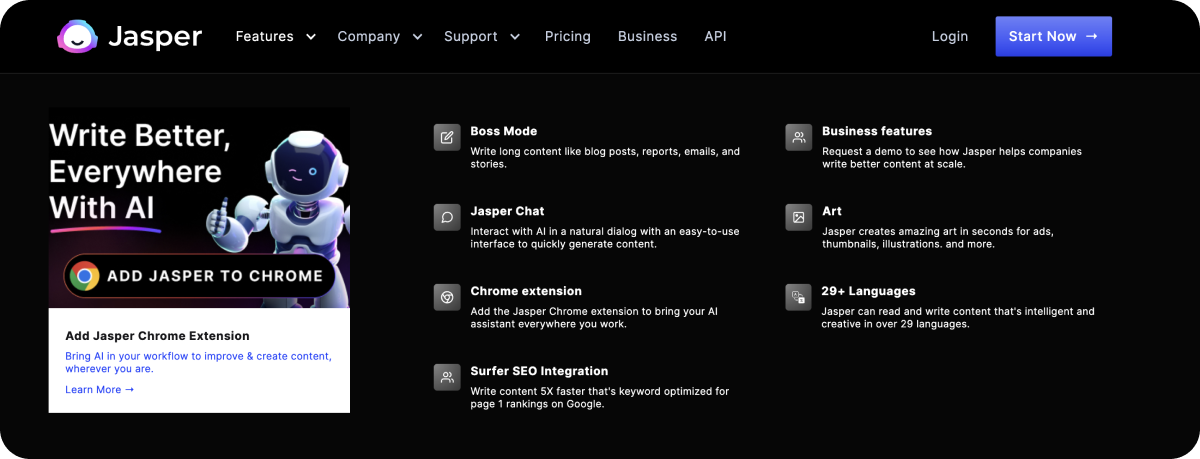 Jasper
Features
Company
Support
Pricing
Business
API
Login
Start Now →
Write Better,
Everywhere
With AI
ADD JASPER TO CHROME
Add Jasper Chrome Extension
Bring AI in your workflow to improve & create content,
wherever you are.
Learn More →
Boss Mode
Write long content like blog posts, reports, emails, and
stories.
Jasper Chat
Interact with AI in a natural dialog with an easy-to-use
interface to quickly generate content.
Chrome extension
Add the Jasper Chrome extension to bring your AI
assistant everywhere you work.
Surfer SEO Integration
Write content 5X faster that's keyword optimized for
page 1 rankings on Google.
Business features
Request a demo to see how Jasper helps companies
write better content at scale.
Art
Jasper creates amazing art in seconds for ads,
thumbnails, illustrations. and more.
29+ Languages
Jasper can read and write content that's intelligent and
creative in over 29 languages.